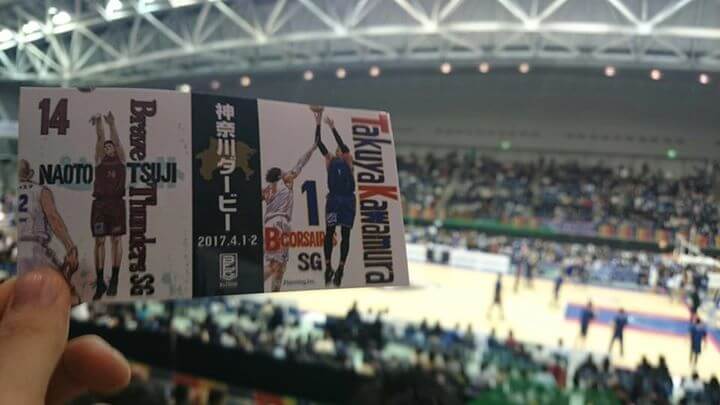 14
Brave Thunders SG
NAOTO TSUJI
2
神奈川ダービー
2017.4.1-2
Takuya Kawamura
1
B CORSAIRS
SG